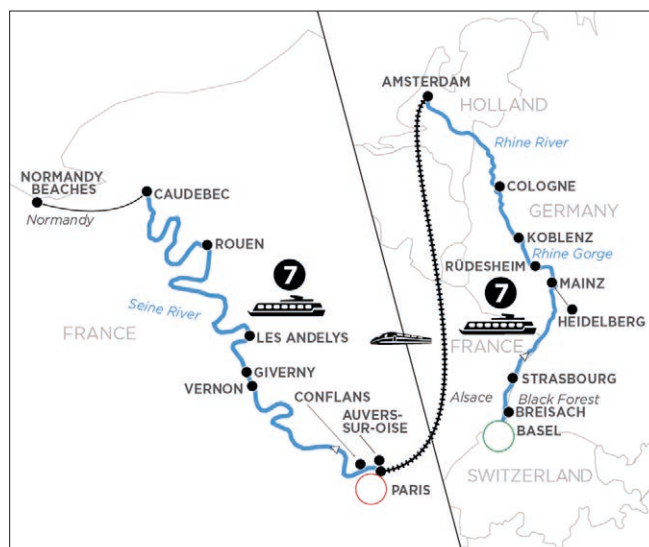 AMSTERDAM
HOLLAND
Rhine River
NORMANDY
BEACHES
CAUDEBEC
Normandy
COLOGNE
GERMANY
ROUEN
KOBLENZ
Rhine Gorge
RÜDESHEIM
7
7
MAINZ
Seine River
HEIDELBERG
FRANCE
LES ANDELYS
FRANCE
GIVERNY
VERNON
CONFLANS
STRASBOURG
AUVERS-
SUR-OISE
Alsace
Black Forest
BREISACH
BASEL
SWITZERLAND
PARIS